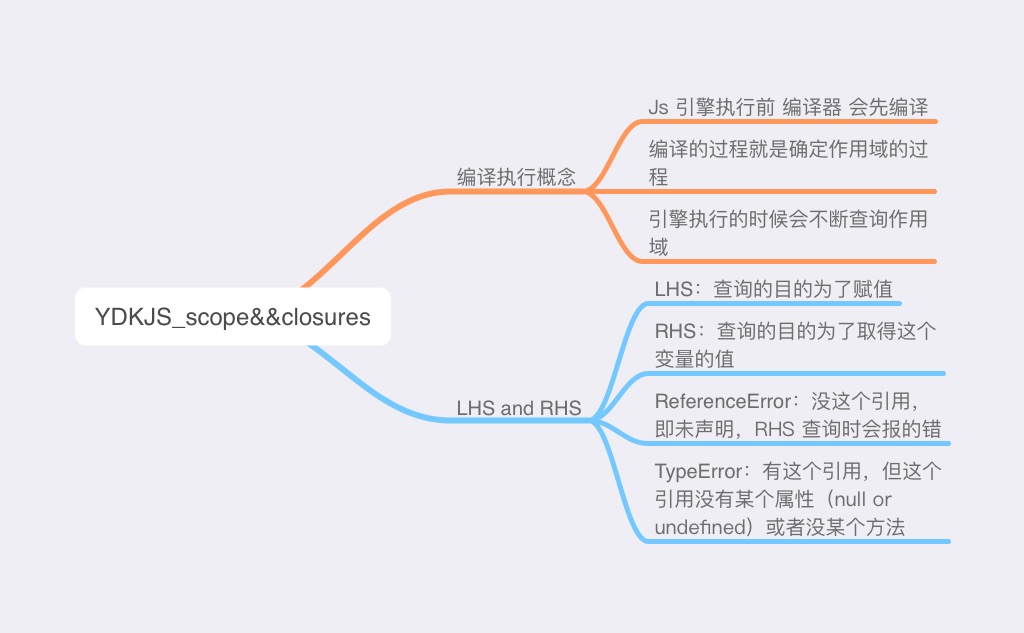 Js 引擎执行前 编译器 会先编译
编译的过程就是确定作用域的过
程
编译执行概念
引擎执行的时候会不断查询作用
域
LHS：查询的目的为了赋值
YDKJS_scope&&closures
RHS：查询的目的为了取得这个
变量的值
LHS and RHS
ReferenceError：没这个引用，
即未声明，RHS 查询时会报的错
TypeError：有这个引用，但这个
引用没有某个属性（null or
undefined）或者没某个方法